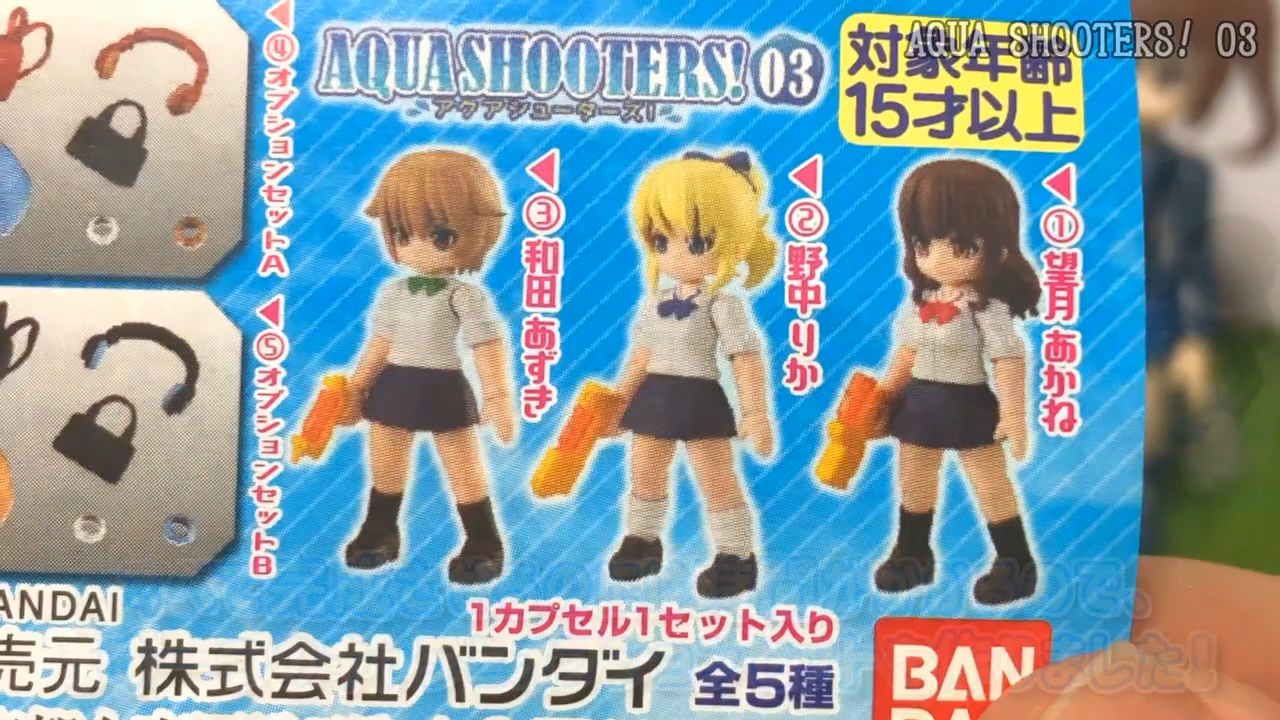 AQUA SHOOTERS! 03
AQUA SHOOTERS! 03
アクアシューターズ!
対象年齢
15才以上
①望月 あかね
②野中 りか
③和田 あずき
④オプションセットA
⑤オプションセットB
1カプセル1セット入り
ANDAI
売元 株式会社バンダイ 全5種
BAN